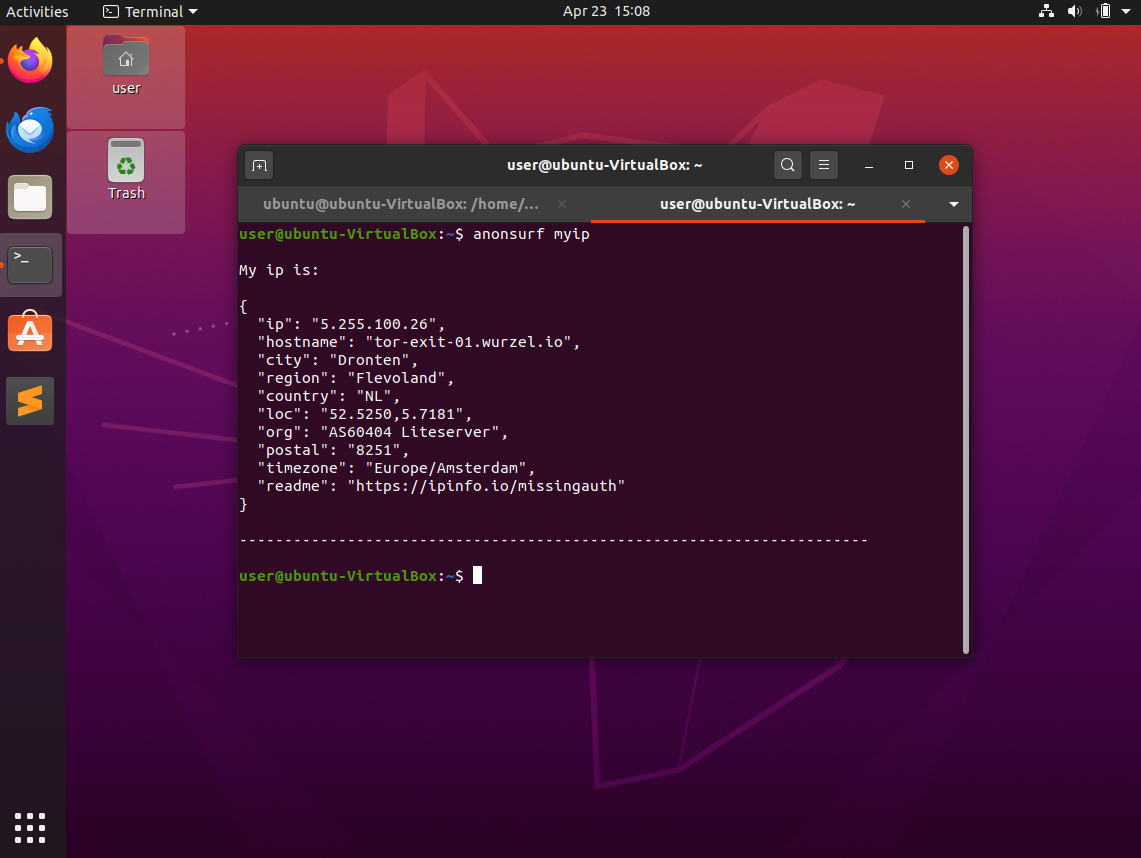 Activities Terminal Apr 23 15:08
user
Trash
user@ubuntu-VirtualBox: ~
ubuntu@ubuntu-VirtualBox: /home/... user@ubuntu-VirtualBox: ~
user@ubuntu-VirtualBox:~$ anonsurf myip
My ip is:
{
"ip": "5.255.100.26",
"hostname": "tor-exit-01.wurzel.io",
"city": "Dronten",
"region": "Flevoland",
"country": "NL",
"loc": "52.5250,5.7181",
"org": "AS60404 Liteserver",
"postal": "8251",
"timezone": "Europe/Amsterdam",
"readme": "https://ipinfo.io/missingauth"
}
----------------------------------------------------------------------
user@ubuntu-VirtualBox:~$